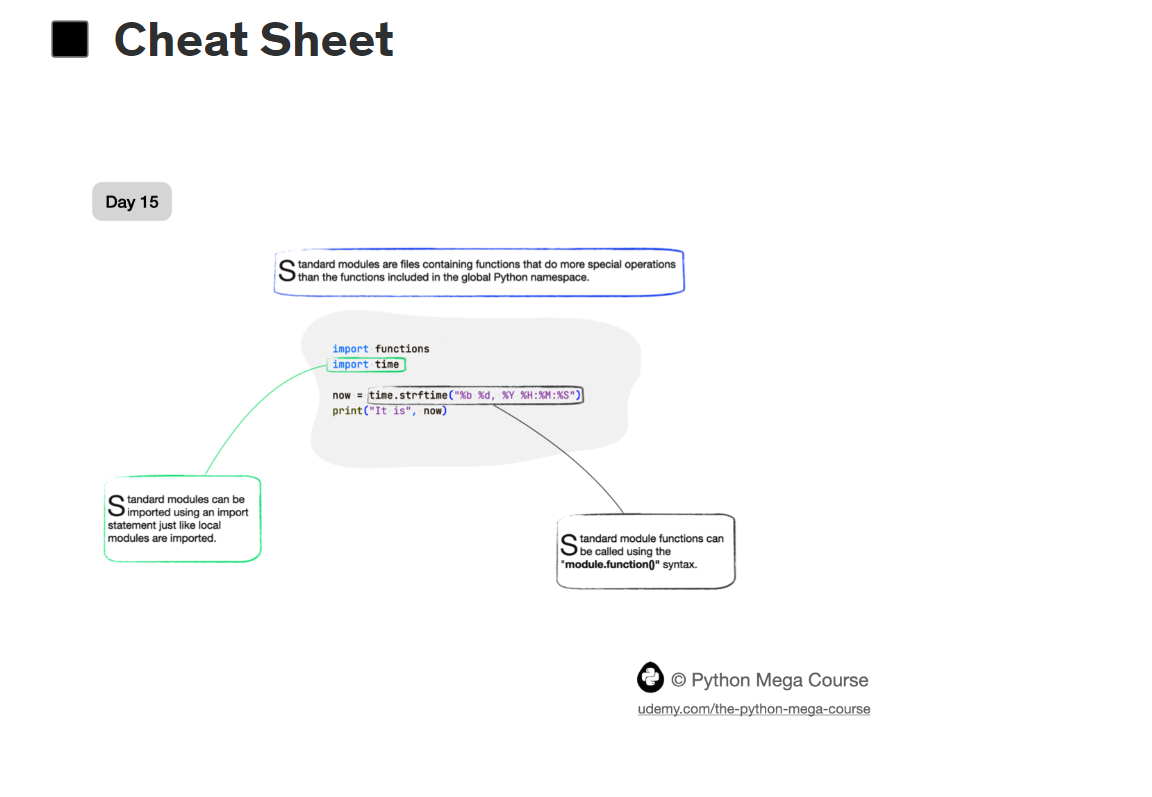 Cheat Sheet
Day 15
Standard modules are files containing functions that do more special operations
than the functions included in the global Python namespace.
import functions
import time
now = time.strftime("%b %d, %Y %H:%M:%S")
print("It is", now)
Standard modules can be
imported using an import
statement just like local
modules are imported.
Standard module functions can
be called using the
"module.function()" syntax.
© Python Mega Course
udemy.com/the-python-mega-course